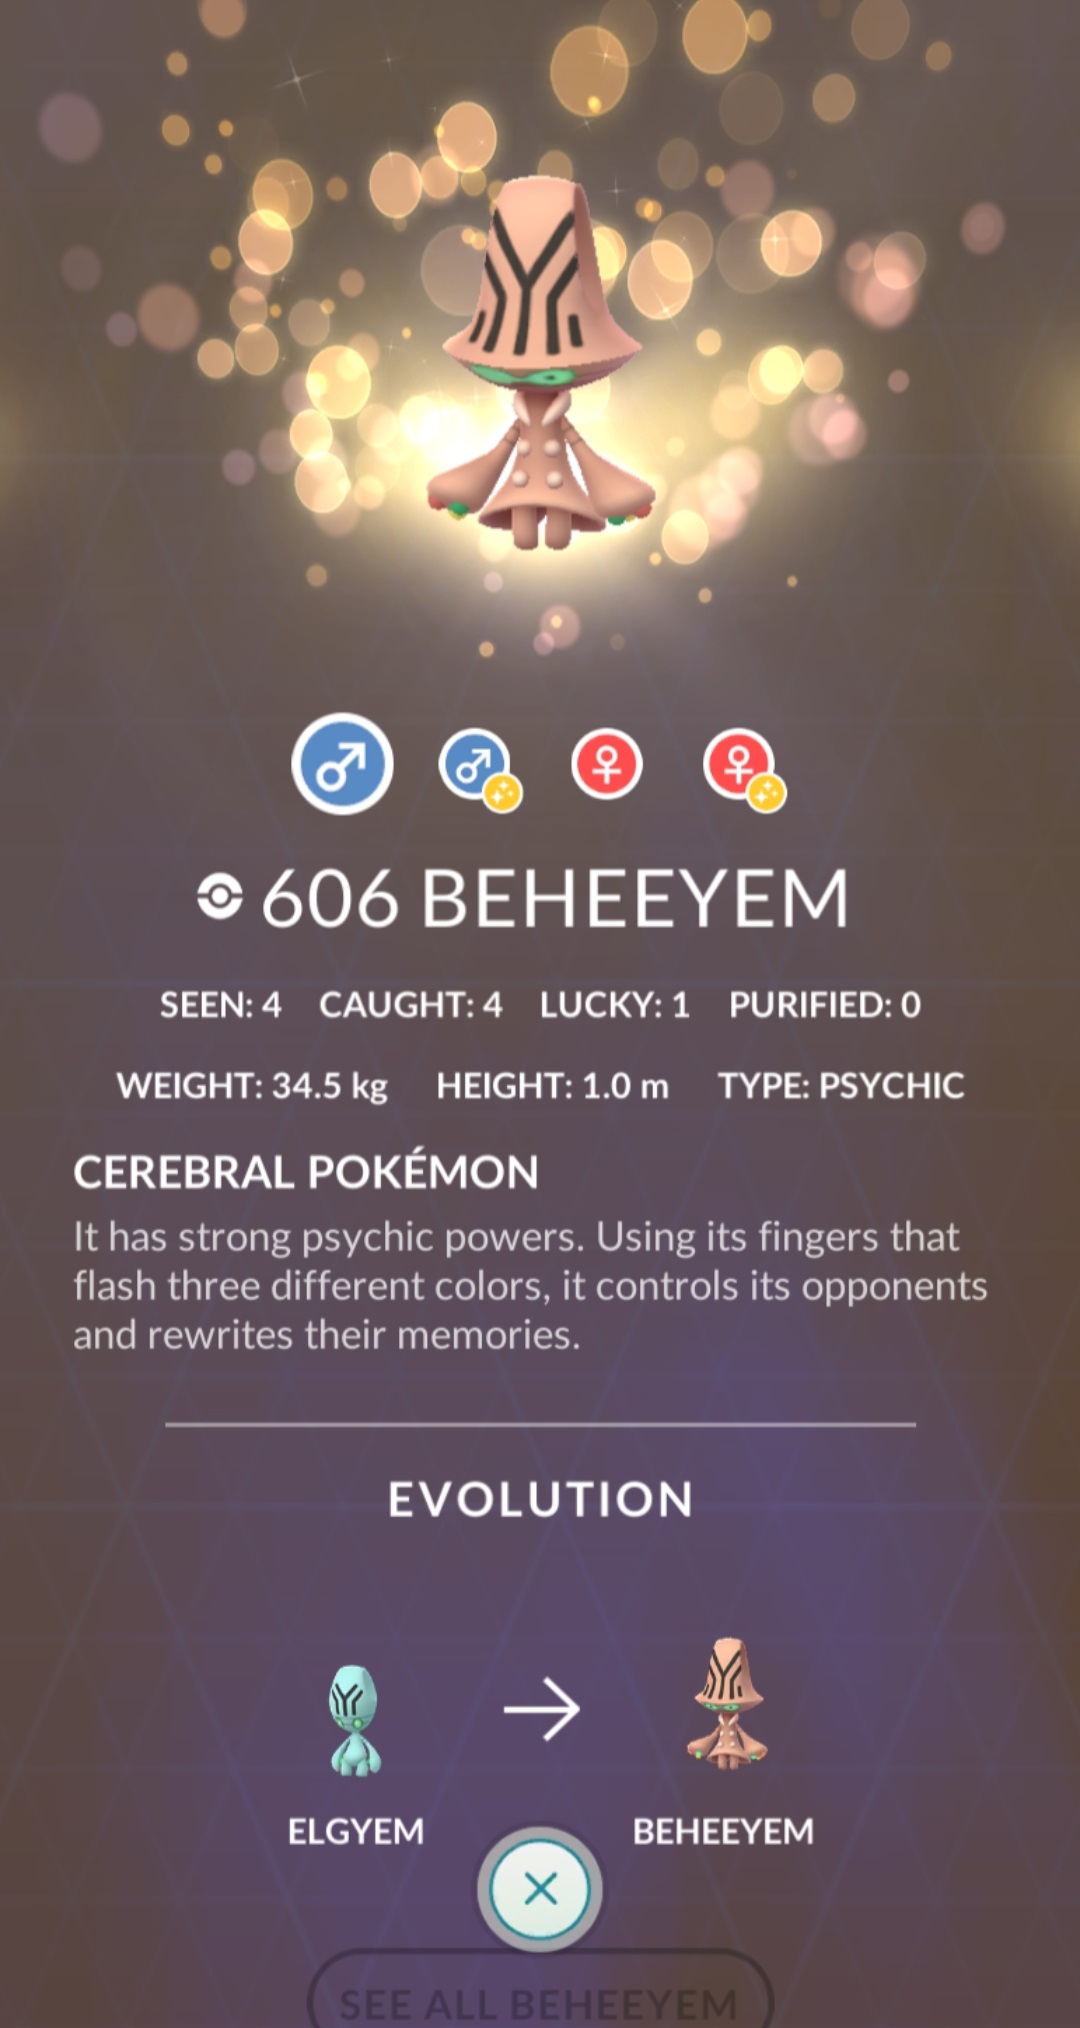 606 BEHEEYEM
SEEN: 4 CAUGHT: 4 LUCKY: 1 PURIFIED: 0
WEIGHT: 34.5 kg HEIGHT: 1.0 m TYPE: PSYCHIC
CEREBRAL POKÉMON
It has strong psychic powers. Using its fingers that
flash three different colors, it controls its opponents
and rewrites their memories.
EVOLUTION
ELGYEM BEHEEYEM
SEE ALL BEHEEYEM